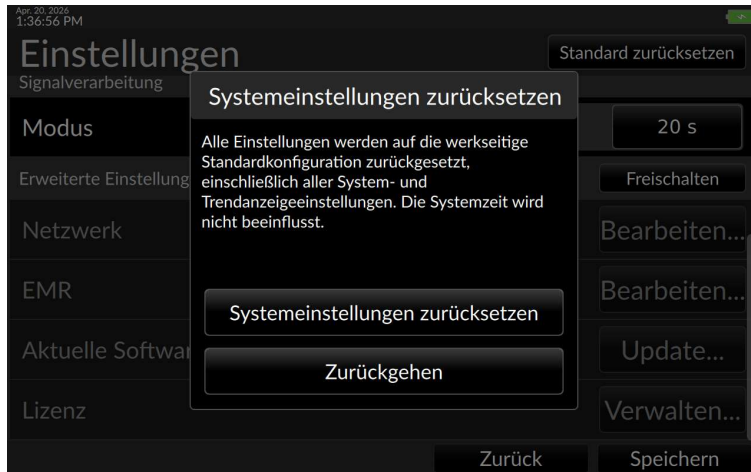 Apr. 20, 2026
1:36:56 PM
Einstellungen
Standard zurücksetzen
Signalverarbeitung
Systemeinstellungen zurücksetzen
Modus
20 s
Alle Einstellungen werden auf die werkseitige
Standardkonfiguration zurückgesetzt,
einschließlich aller System- und
Trendanzeigeeinstellungen. Die Systemzeit wird
nicht beeinflusst.
Erweiterte Einstellung
Freischalten
Netzwerk
Bearbeiten...
EMR
Bearbeiten...
Systemeinstellungen zurücksetzen
Aktuelle Softwar
Update...
Zurückgehen
Lizenz
Verwalten...
Zurück
Speichern